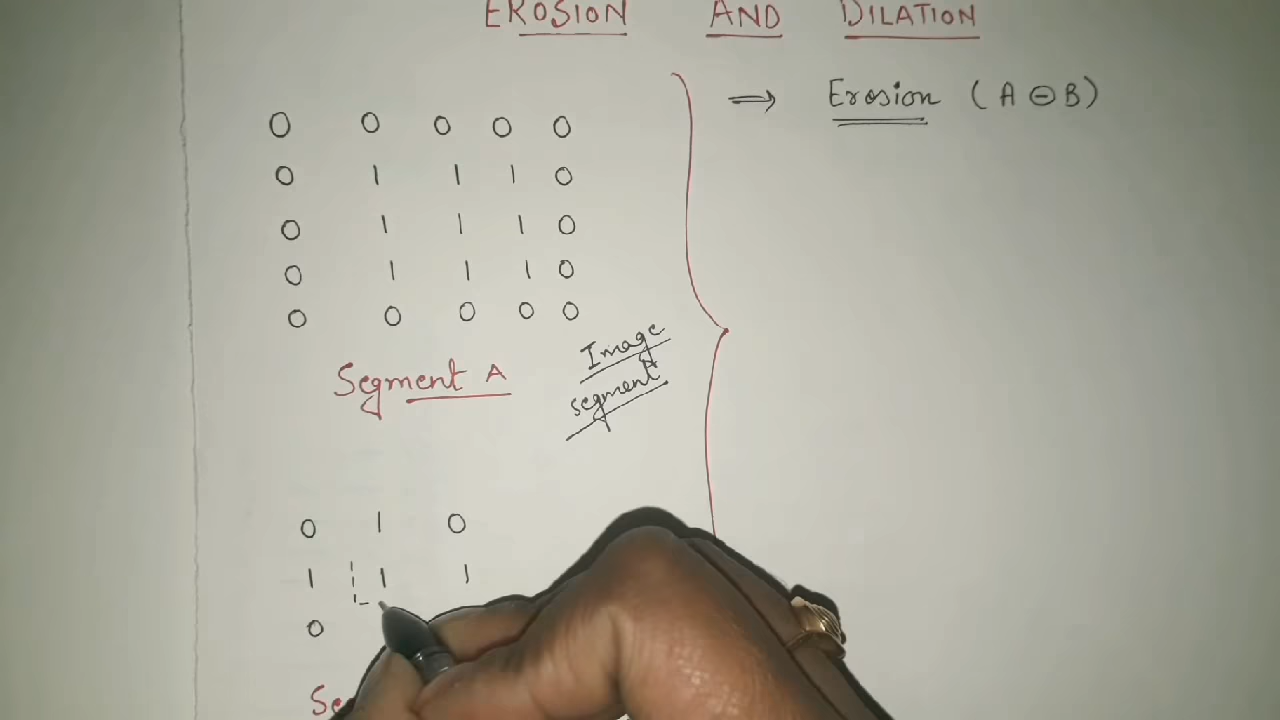 EROSION AND DILATION
⇒ Erosion (A ⊖ B)
0 0 0 0 0
0 1 1 1 0
0 1 1 1 0
0 1 1 1 0
0 0 0 0 0
Segment A
Image
segment
0 1 0
1 1 1
0